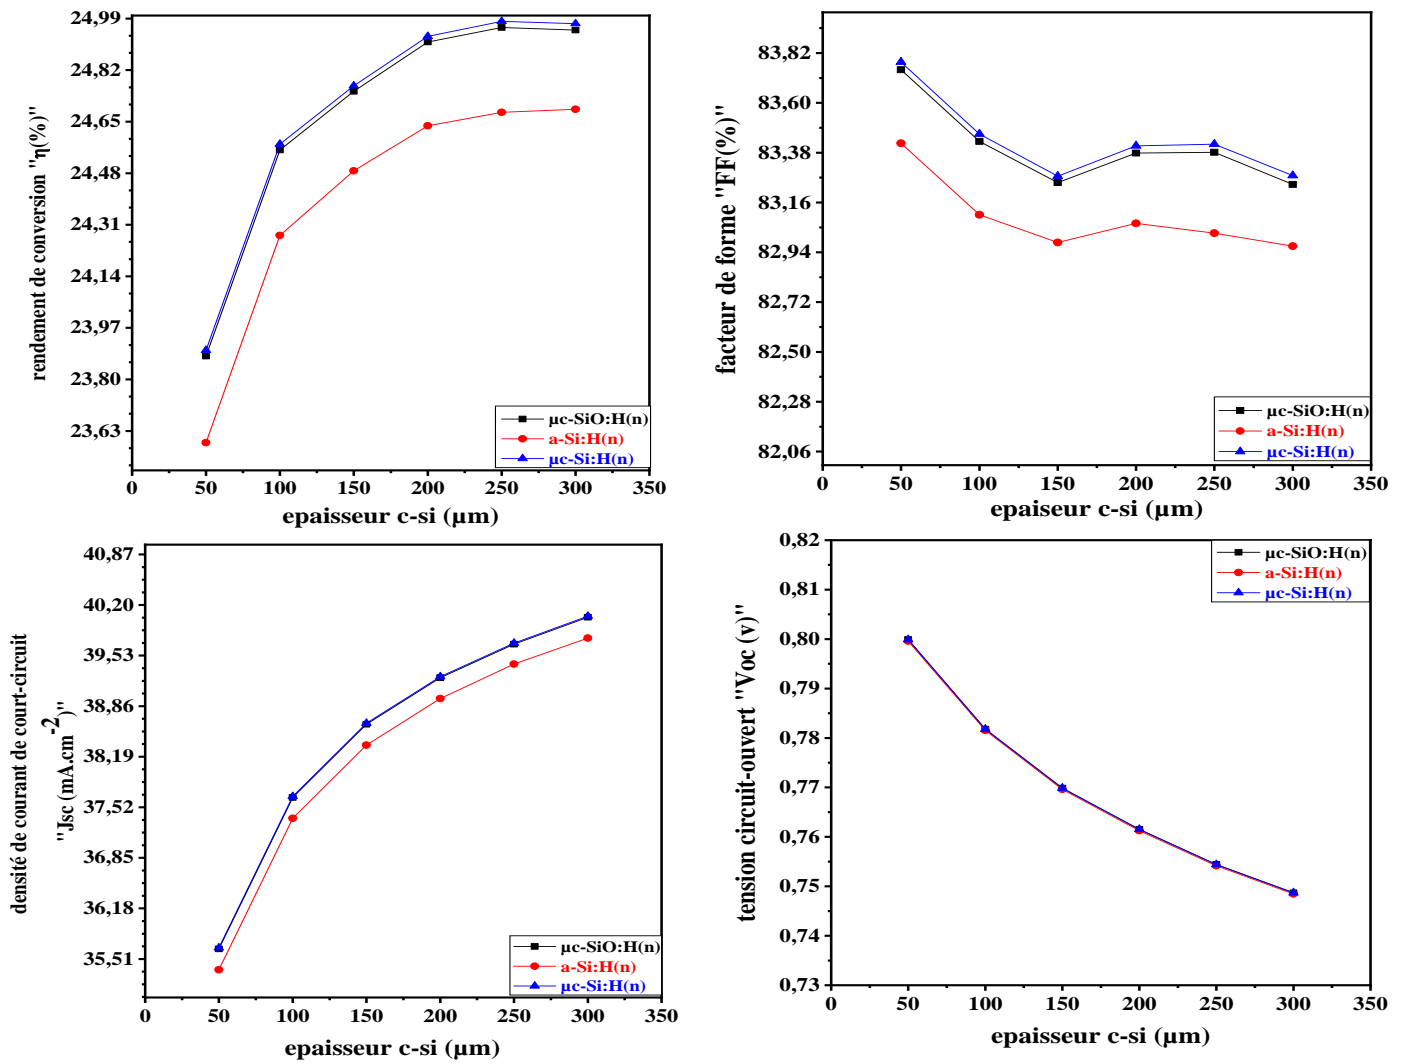 rendement de conversion "η(%)"
24,99
24,82
24,65
24,48
24,31
24,14
23,97
23,80
23,63
0 50 100 150 200 250 300 350
epaisseur c-si (µm)
µc-SiO:H(n)
a-Si:H(n)
µc-Si:H(n)
facteur de forme "FF(%)"
83,82
83,60
83,38
83,16
82,94
82,72
82,50
82,28
82,06
0 50 100 150 200 250 300 350
epaiseur c-si (µm)
µc-SiO:H(n)
a-Si:H(n)
µc-Si:H(n)
densité de courant de court-circuit
"Jsc (mA.cm-2)"
40,87
40,20
39,53
38,86
38,19
37,52
36,85
36,18
35,51
0 50 100 150 200 250 300 350
epaisseur c-si (µm)
µc-SiO:H(n)
a-Si:H(n)
µc-Si:H(n)
tension circuit-ouvert "Voc (v)"
0,82
0,81
0,80
0,79
0,78
0,77
0,76
0,75
0,74
0,73
0 50 100 150 200 250 300 350
epaisseur c-si (µm)
µc-SiO:H(n)
a-Si:H(n)
µc-Si:H(n)